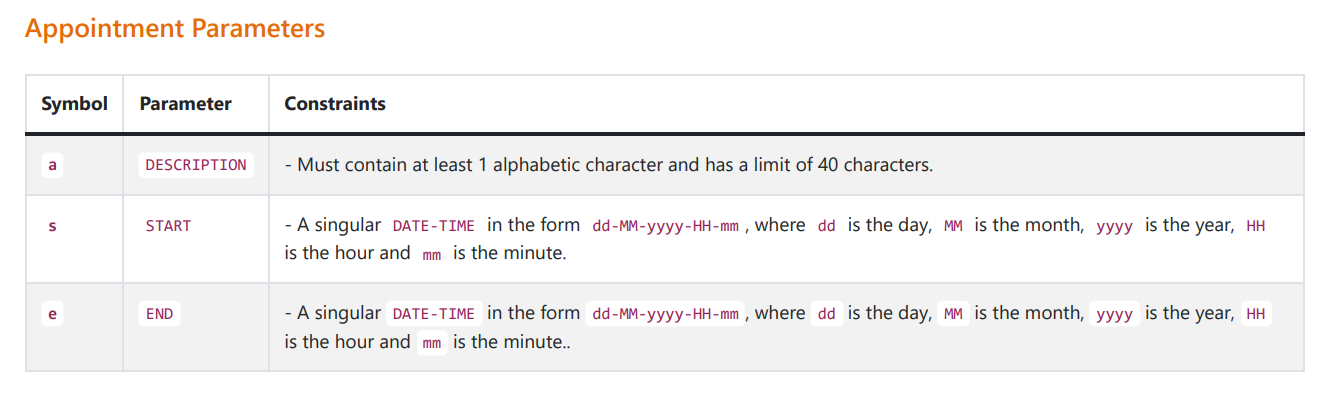 Appointment Parameters
Symbol Parameter Constraints
a DESCRIPTION - Must contain at least 1 alphabetic character and has a limit of 40 characters.
s START - A singular DATE-TIME in the form dd-MM-yyyy-HH-mm , where dd is the day, MM is the month, yyyy is the year, HH
is the hour and mm is the minute.
e END - A singular DATE-TIME in the form dd-MM-yyyy-HH-mm , where dd is the day, MM is the month, yyyy is the year, HH
is the hour and mm is the minute..